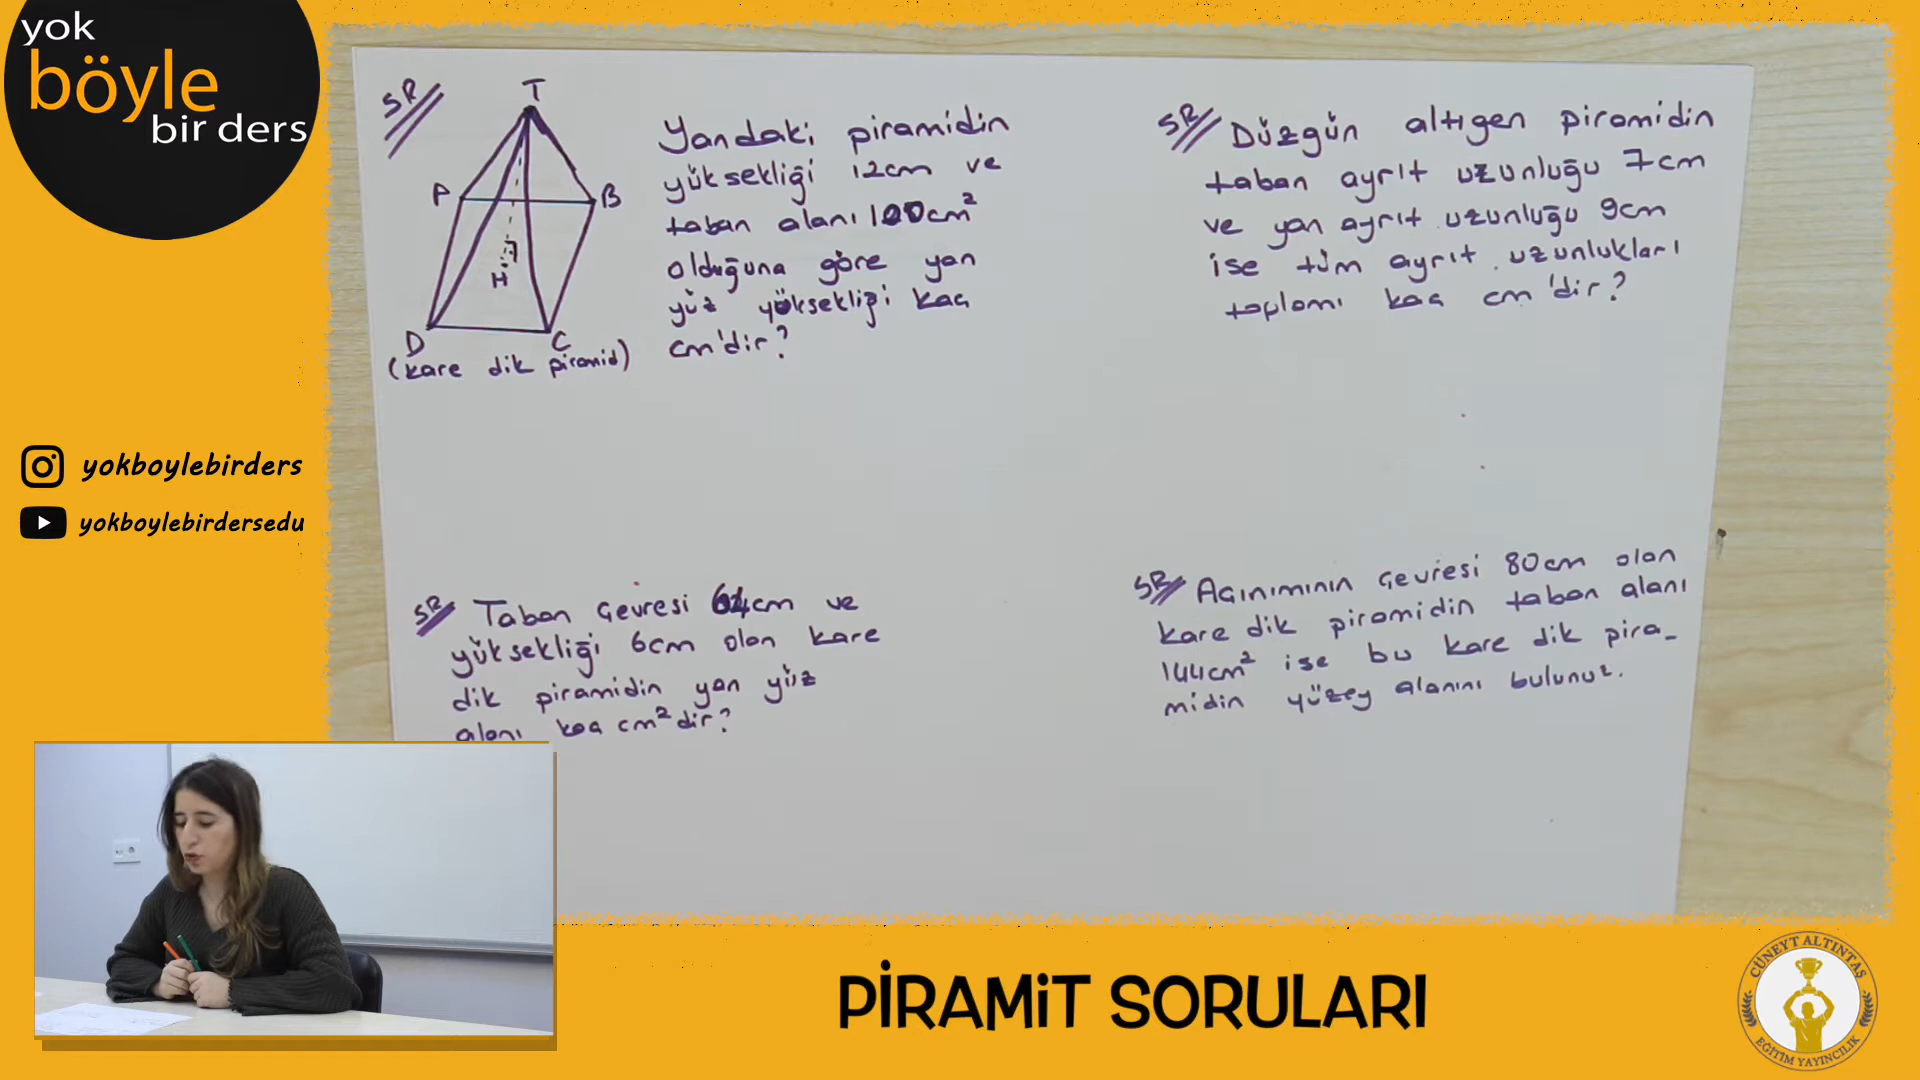 yok
böyle
bir ders
yokboylebirders
yokboylebirdersedu
SR
T
A
B
H
D
C
(kare dik piramid)
Yandaki piramidin
yüksekliği 12cm ve
taban alanı 100cm²
olduğuna göre yan
yüz yüksekliği kaç
cm'dir?
SR Düzgün altıgen piramidin
taban ayrıt uzunluğu 7cm
ve yan ayrıt uzunluğu 9cm
ise tüm ayrıt uzunlukları
toplamı kaç cm'dir?
SR Taban çevresi 64cm ve
yüksekliği 6cm olan kare
dik piramidin yan yüz
alanı kaç cm² dir?
SR Açınımının çevresi 80cm olan
kare dik piramidin taban alanı
144cm² ise bu kare dik pira-
midin yüzey alanını bulunuz.
PİRAMİT SORULARI
CÜNEYT ALTINTAŞ
EĞİTİM YAYINCILIK